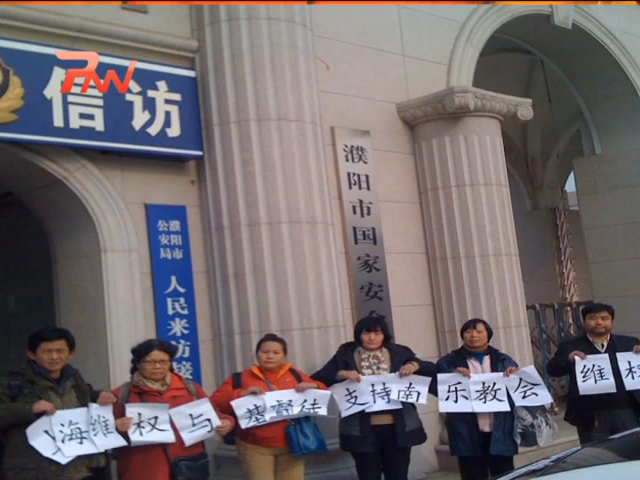 信访
濮阳市
公安局
人民来访接
濮阳市国家安全
海维权与基督徒支持南乐教会维